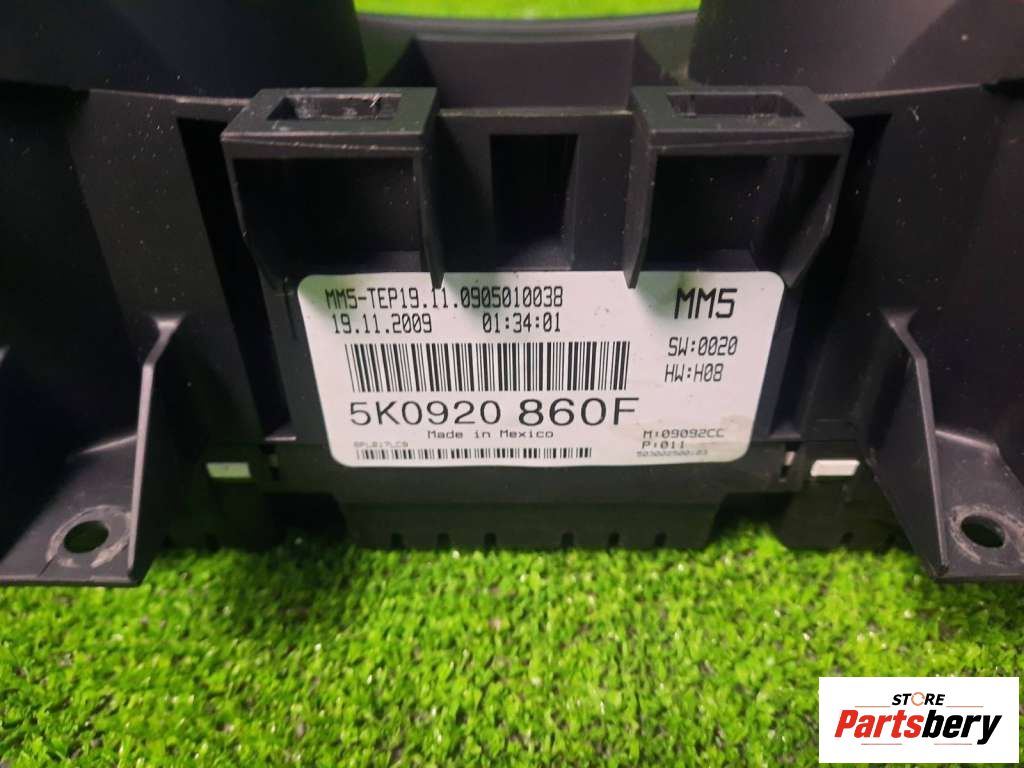 MM5-TEP19.11.0905010038
19.11.2009 01:34:01
MM5
SW:0020
HW:H08
5K0920 860F
Made in Mexico
M:09092CC
P:011
STORE
Partsbery